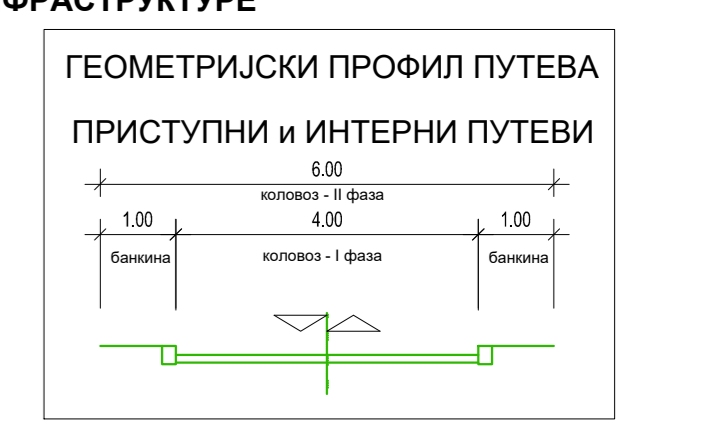 ФРАСТРУКТУРЕ
ГЕОМЕТРИЈСКИ ПРОФИЛ ПУТЕВА
ПРИСТУПНИ и ИНТЕРНИ ПУТЕВИ
6.00
коловоз - II фаза
1.00 4.00 1.00
банкина коловоз - I фаза банкина